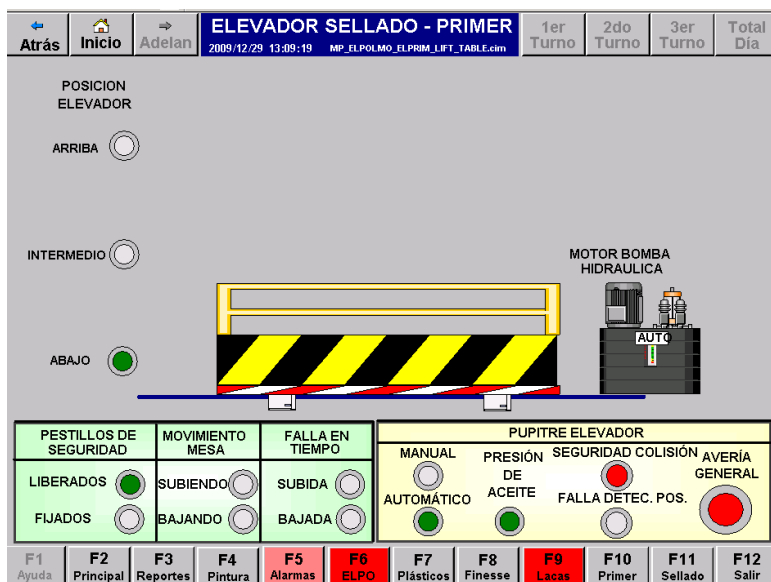 Atrás
Inicio
Adelan
ELEVADOR SELLADO - PRIMER
2009/12/29 13:09:19 MP_ELPOLMO_ELPRIM_LIFT_TABLE.cim
1er
Turno
2do
Turno
3er
Turno
Total
Día
POSICION
ELEVADOR
ARRIBA
INTERMEDIO
ABAJO
MOTOR BOMBA
HIDRAULICA
AUTO
PESTILLOS DE
SEGURIDAD
LIBERADOS
FIJADOS
MOVIMIENTO
MESA
SUBIENDO
BAJANDO
FALLA EN
TIEMPO
SUBIDA
BAJADA
PUPITRE ELEVADOR
MANUAL
AUTOMÁTICO
PRESIÓN
DE
ACEITE
SEGURIDAD COLISIÓN
FALLA DETEC. POS.
AVERÍA
GENERAL
F1
Ayuda
F2
Principal
F3
Reportes
F4
Pintura
F5
Alarmas
F6
ELPO
F7
Plásticos
F8
Finesse
F9
Lacas
F10
Primer
F11
Sellado
F12
Salir